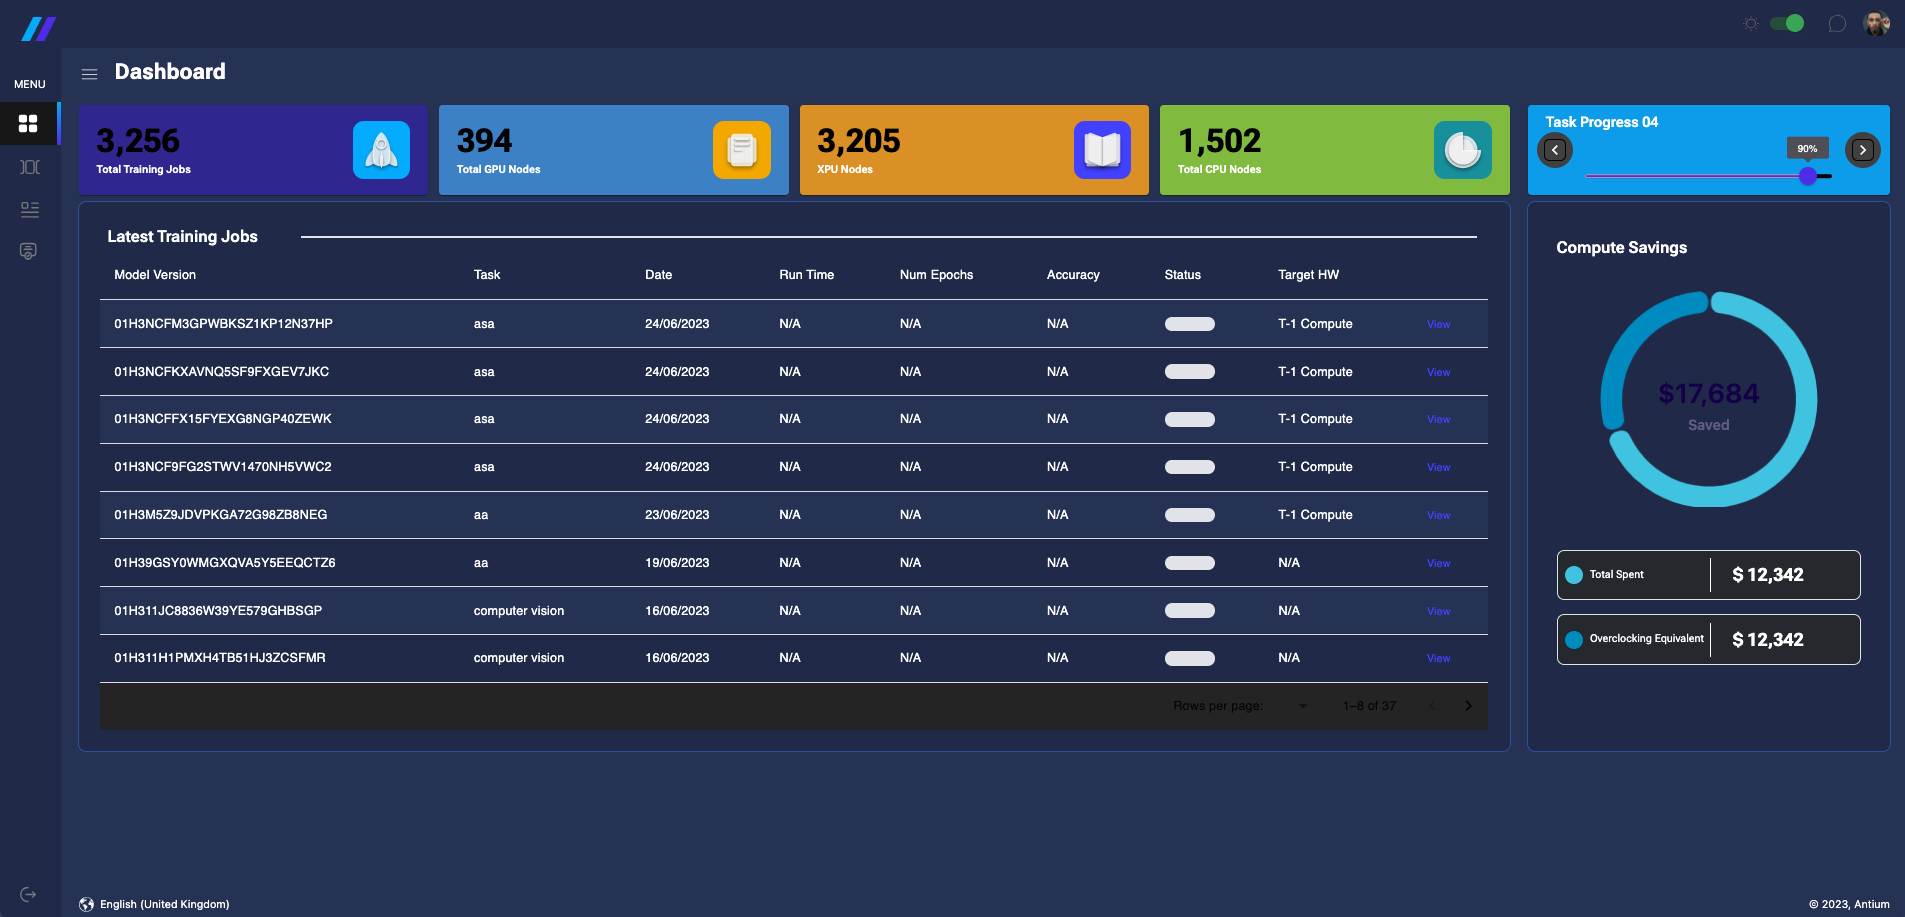 MENU
Dashboard
3,256
Total Training Jobs
394
Total GPU Nodes
3,205
XPU Nodes
1,502
Total CPU Nodes
Task Progress 04
90%
Latest Training Jobs
Model Version Task Date Run Time Num Epochs Accuracy Status Target HW
01H3NCFM3GPWBKSZ1KP12N37HP asa 24/06/2023 N/A N/A N/A T-1 Compute View
01H3NCFKXAVNQ5SF9FXGEV7JKC asa 24/06/2023 N/A N/A N/A T-1 Compute View
01H3NCFFX15FYEXG8NGP40ZEWK asa 24/06/2023 N/A N/A N/A T-1 Compute View
01H3NCF9FG2STWV1470NH5VWC2 asa 24/06/2023 N/A N/A N/A T-1 Compute View
01H3M5Z9JDVPKGA72G98ZB8NEG aa 23/06/2023 N/A N/A N/A T-1 Compute View
01H39GSY0WMGXQVA5Y5EEQCTZ6 aa 19/06/2023 N/A N/A N/A N/A View
01H311JC8836W39YE579GHBSGP computer vision 16/06/2023 N/A N/A N/A N/A View
01H311H1PMXH4TB51HJ3ZCSFMR computer vision 16/06/2023 N/A N/A N/A N/A View
Rows per page: 1–8 of 37
Compute Savings
$17,684
Saved
Total Spent $ 12,342
Overclocking Equivalent $ 12,342
English (United Kingdom)
© 2023, Antium